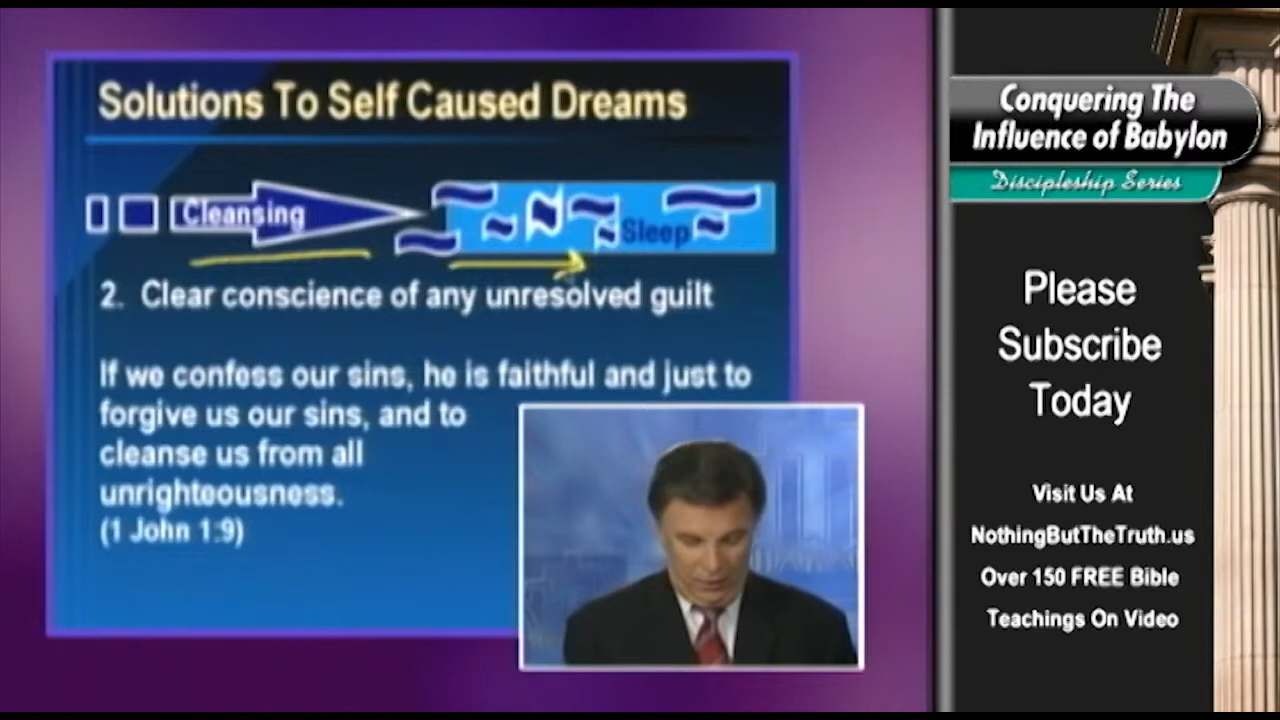 Solutions To Self Caused Dreams
Cleansing
Sleep
2. Clear conscience of any unresolved guilt
If we confess our sins, he is faithful and just to
forgive us our sins, and to
cleanse us from all
unrighteousness.
(1 John 1:9)
Conquering The
Influence of Babylon
Discipleship Series
Please
Subscribe
Today
Visit Us At
NothingButTheTruth.us
Over 150 FREE Bible
Teachings On Video